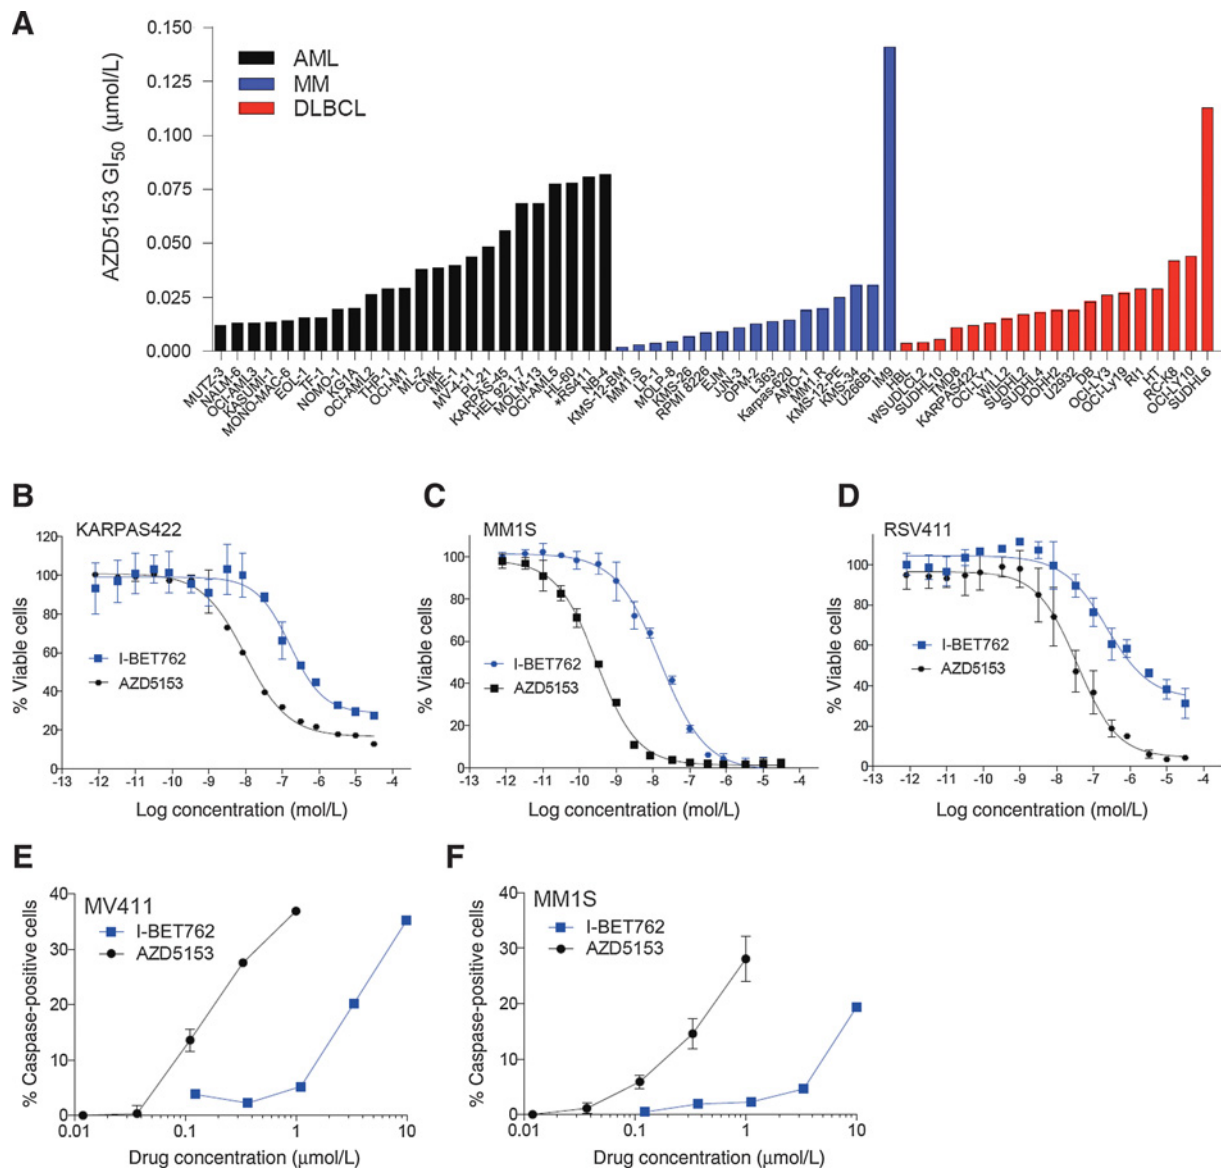 A
AZD5153 GI50 (μmol/L)
0.150
0.125
0.100
0.075
0.050
0.025
0.000
AML
MM
DLBCL
MUTZ-3
NALM-6
OCI-AML3
KASUMI-1
MONO-MAC-6
EOL-1
TF-1
NOMO-1
KG1A
OCI-AML2
THP-1
OCI-M1
ML-2
CMK
ME-1
MV-4-11
PL-21
KARPAS-45
HEL 92.1.7
MOLM-13
OCI-AML5
HL-60
*RS411
NB-4
KMS-12-BM
MM1 S
LP-1
MOLP-8
KMS-26
RPMI 8226
EJM
JJN-3
OPM-2
L363
Karpas-620
AMO-1
MM1 R
KMS-12-PE
KMS-34
U266B1
IM9
HBL
WSUDLCL2
SUDHL10
TMD8
KARPAS422
OCI-LY1
WILL2
SUDHL2
SUDHL4
DOHH2
U2932
DB
OCI-LY3
OCI-Ly19
RI1
HT
RC-K8
OCI-LY10
SUDHL6
B
KARPAS422
% Viable cells
120
100
80
60
40
20
0
I-BET762
AZD5153
-13 -12 -11 -10 -9 -8 -7 -6 -5 -4
Log concentration (mol/L)
C
MM1S
% Viable cells
100
80
60
40
20
0
I-BET762
AZD5153
-13 -12 -11 -10 -9 -8 -7 -6 -5 -4
Log concentration (mol/L)
D
RSV411
% Viable cells
120
100
80
60
40
20
0
I-BET762
AZD5153
-13 -12 -11 -10 -9 -8 -7 -6 -5 -4
Log concentration (mol/L)
E
MV411
% Caspase-positive cells
40
30
20
10
0
I-BET762
AZD5153
0.01 0.1 1 10
Drug concentration (μmol/L)
F
MM1S
% Caspase-positive cells
40
30
20
10
0
I-BET762
AZD5153
0.01 0.1 1 10
Drug concentration (μmol/L)